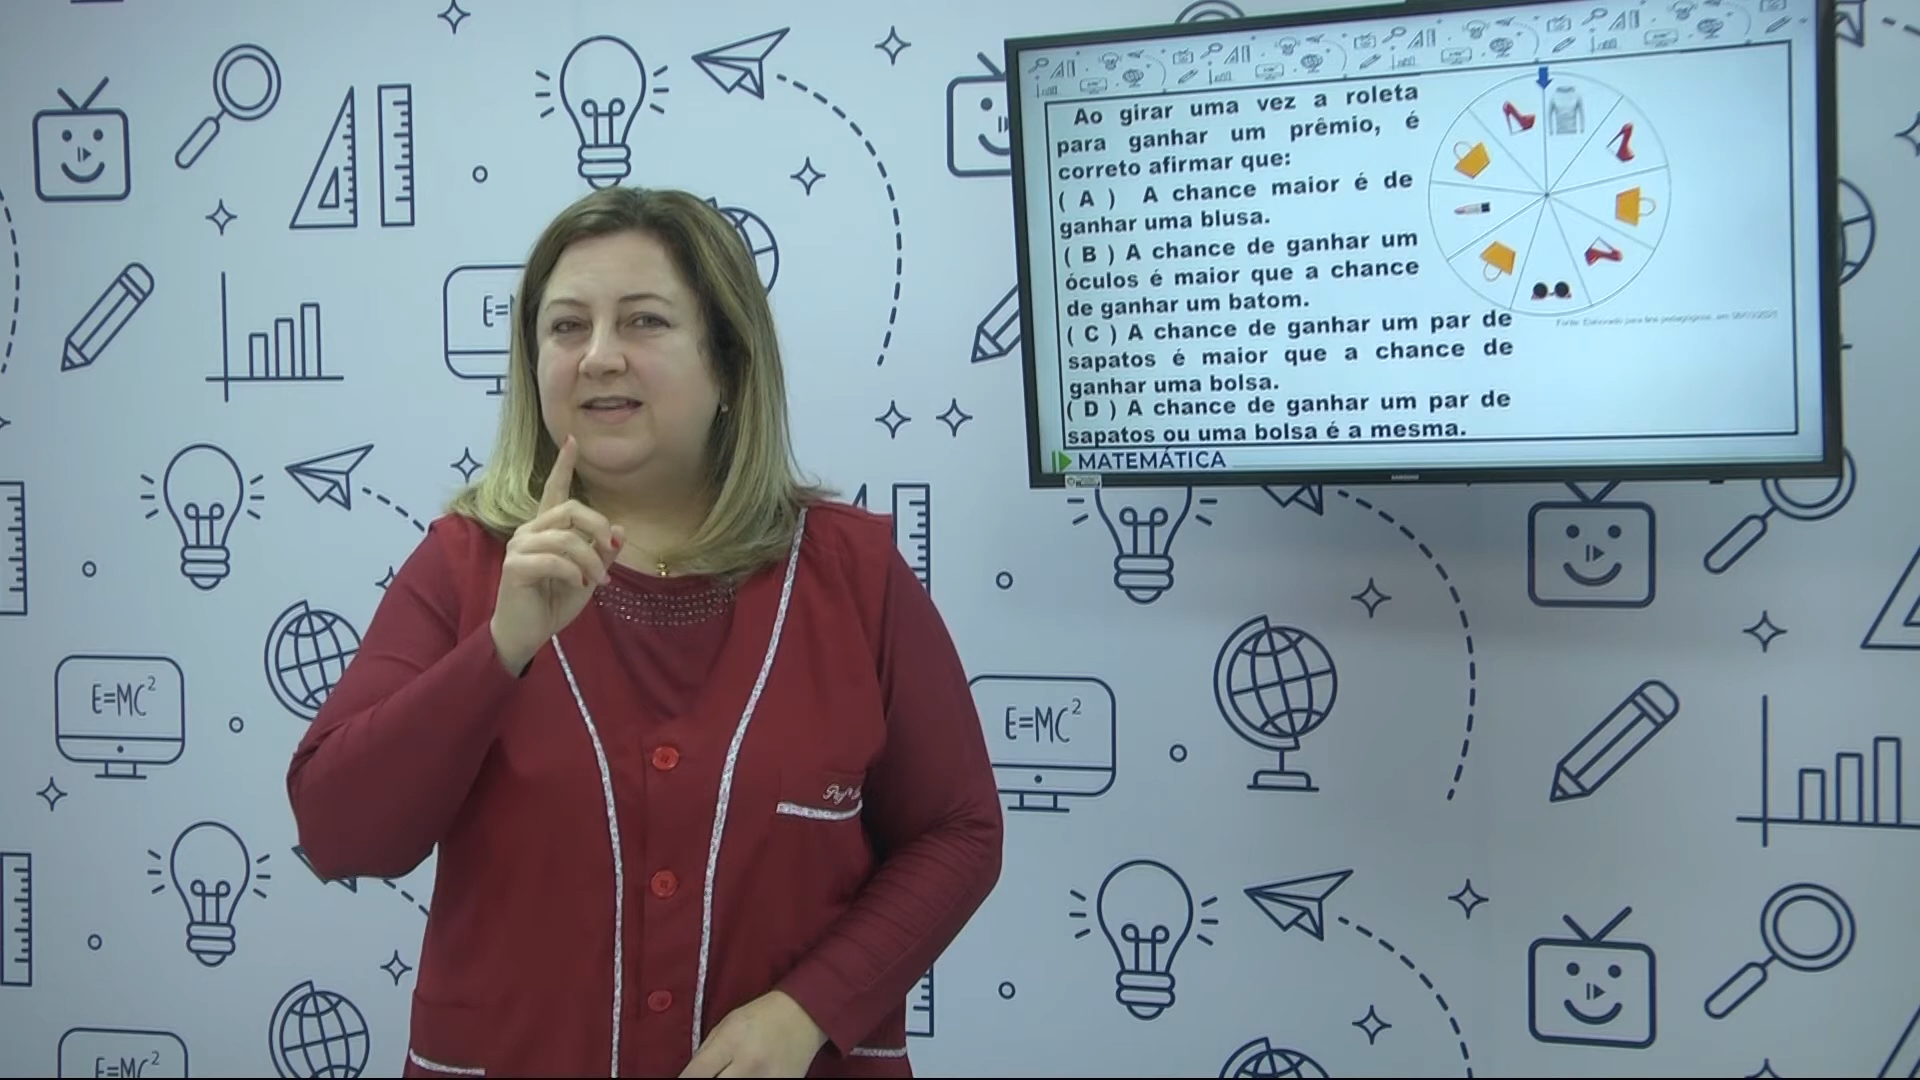 Ao girar uma vez a roleta
para ganhar um prêmio, é
correto afirmar que:
( A ) A chance maior é de
ganhar uma blusa.
( B ) A chance de ganhar um
óculos é maior que a chance
de ganhar um batom.
( C ) A chance de ganhar um par de
sapatos é maior que a chance de
ganhar uma bolsa.
( D ) A chance de ganhar um par de
sapatos ou uma bolsa é a mesma.
MATEMÁTICA
SAMSUNG
E=MC²
E=MC²
E=MC²
Profª